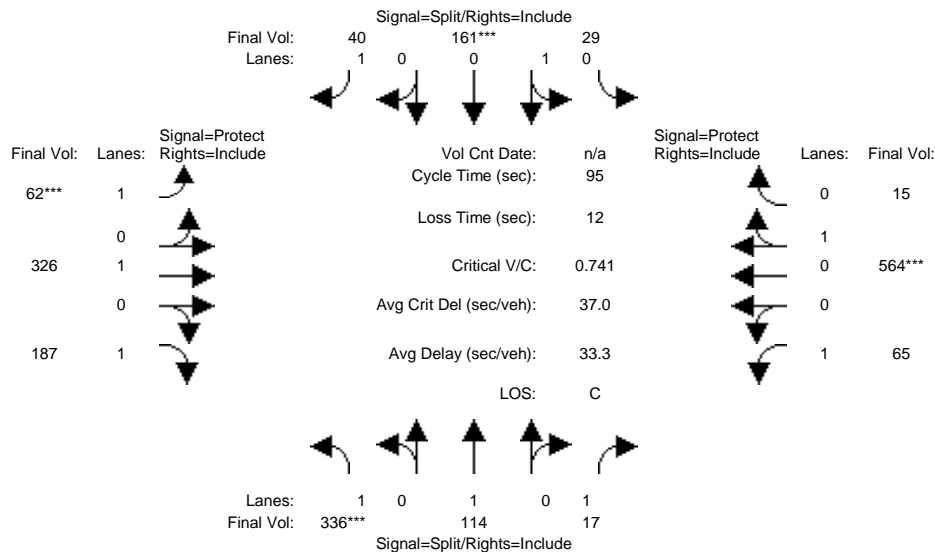 Signal=Split/Rights=Include
Final Vol: 40 161*** 29
Lanes: 1 0 0 1 0
Signal=Protect
Final Vol: Lanes: Rights=Include
Vol Cnt Date: n/a
Signal=Protect
Rights=Include Lanes: Final Vol:
Cycle Time (sec): 95
62*** 1
0 15
Loss Time (sec): 12
0
1
326 1
Critical V/C: 0.741
0 564***
0
Avg Crit Del (sec/veh): 37.0
0
187 1
Avg Delay (sec/veh): 33.3
1 65
LOS: C
Lanes: 1 0 1 0 1
Final Vol: 336*** 114 17
Signal=Split/Rights=Include